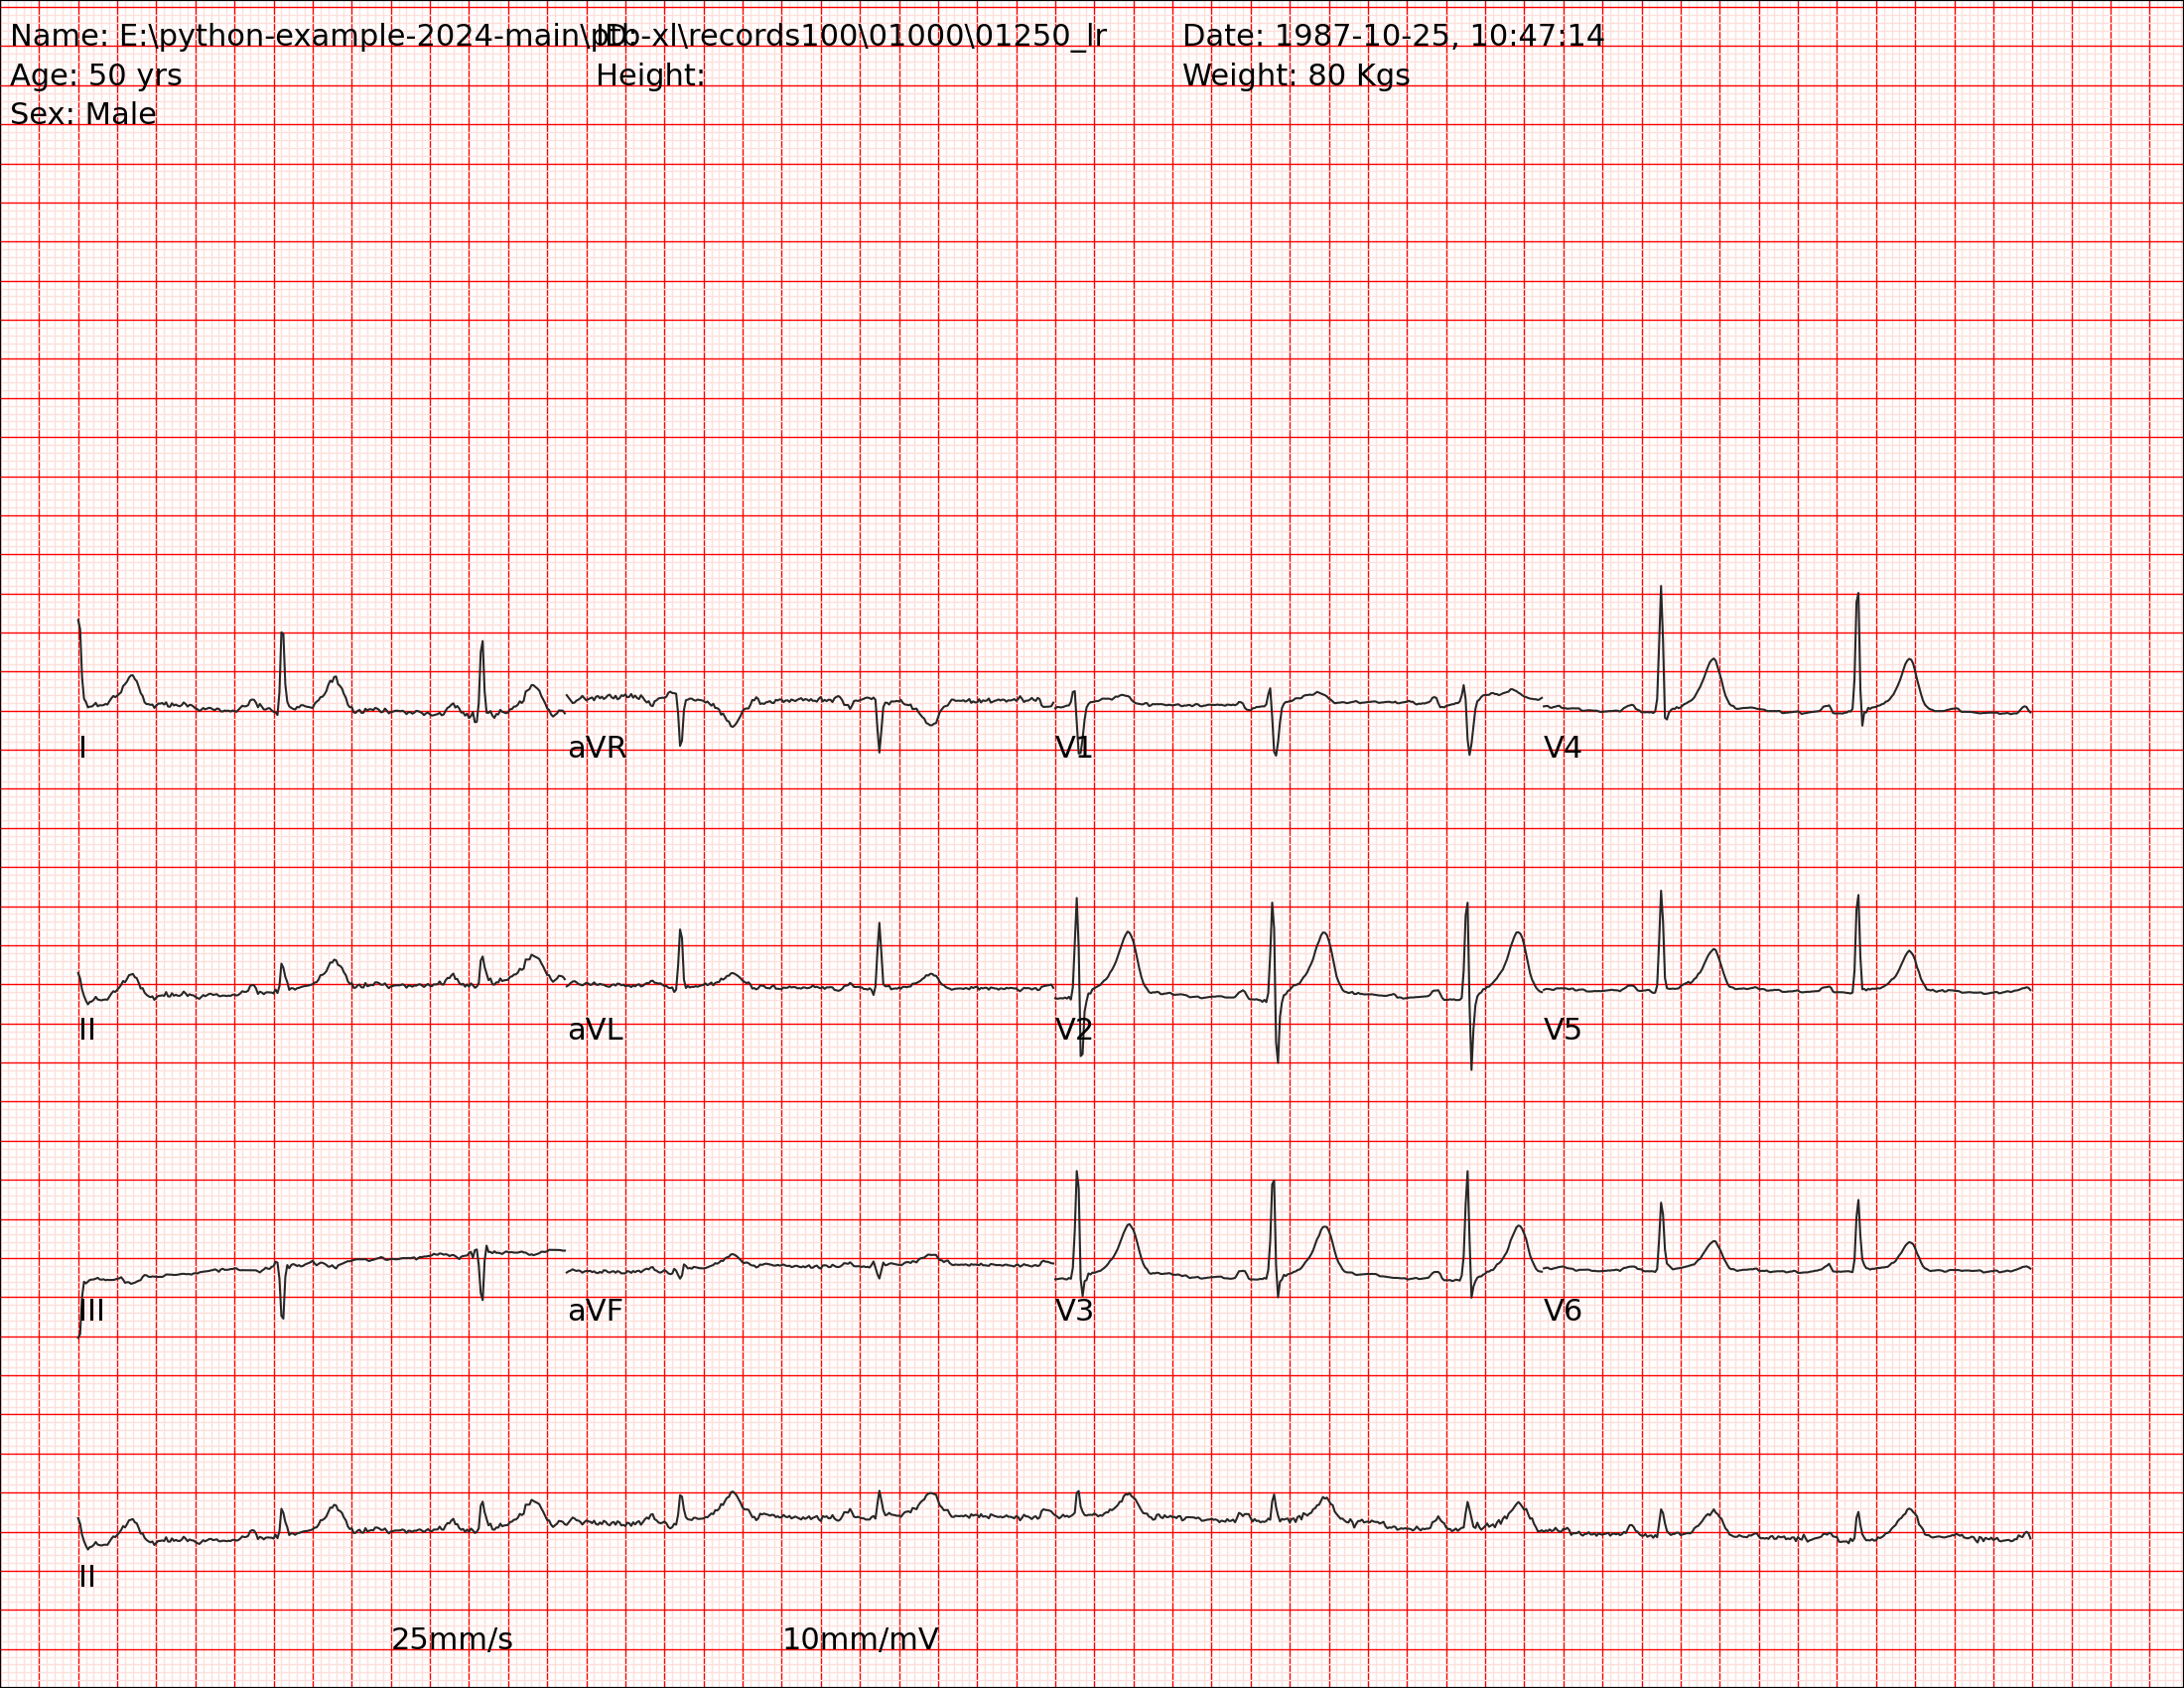 Name: E:\python-example-2024-main\ptb-xl\records100\01000\01250_lr ID: Date: 1987-10-25, 10:47:14
Age: 50 yrs Height: Weight: 80 Kgs
Sex: Male
I aVR V1 V4
II aVL V2 V5
III aVF V3 V6
II
25mm/s 10mm/mV